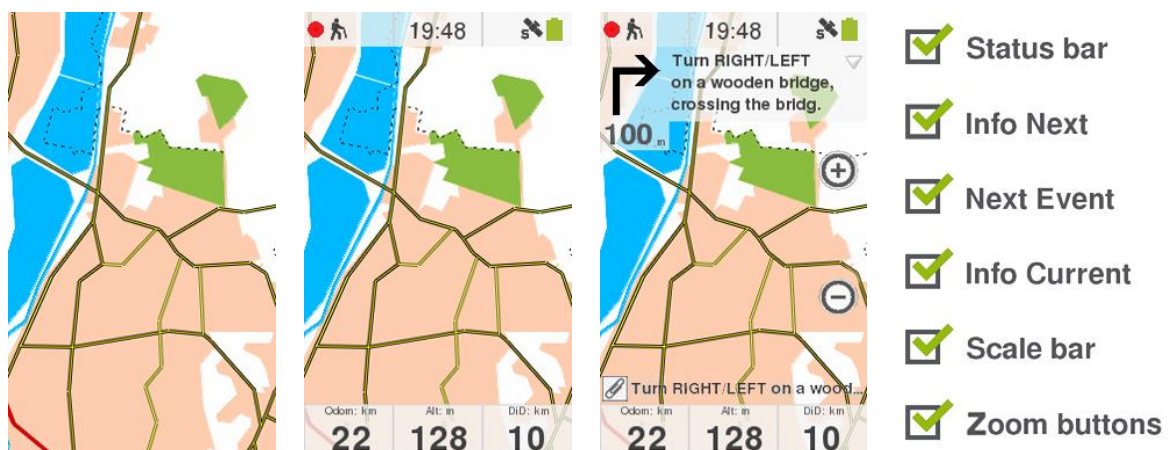 19:48
S
Odom: km
Alt: m
DiD: km
22
128
10
19:48
S
Turn RIGHT/LEFT
on a wooden bridge,
crossing the bridg.
100 m
Turn RIGHT/LEFT on a wood...
Odom: km
Alt: m
DiD: km
22
128
10
Status bar
Info Next
Next Event
Info Current
Scale bar
Zoom buttons